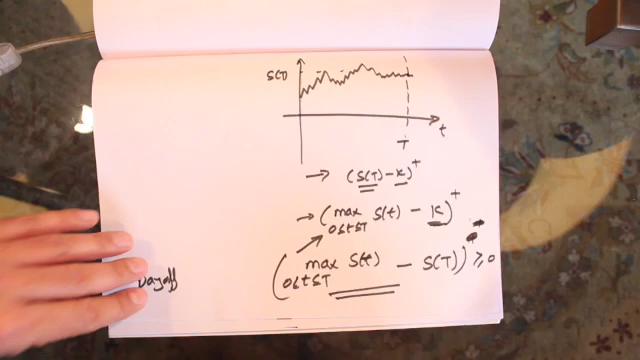 S(T)
t
T
→ (S(T) - K)⁺
→ (max S(t) - K)⁺
0≤t≤T
(max S(t) - S(T))⁺ ≥ 0
0≤t≤T
payoff